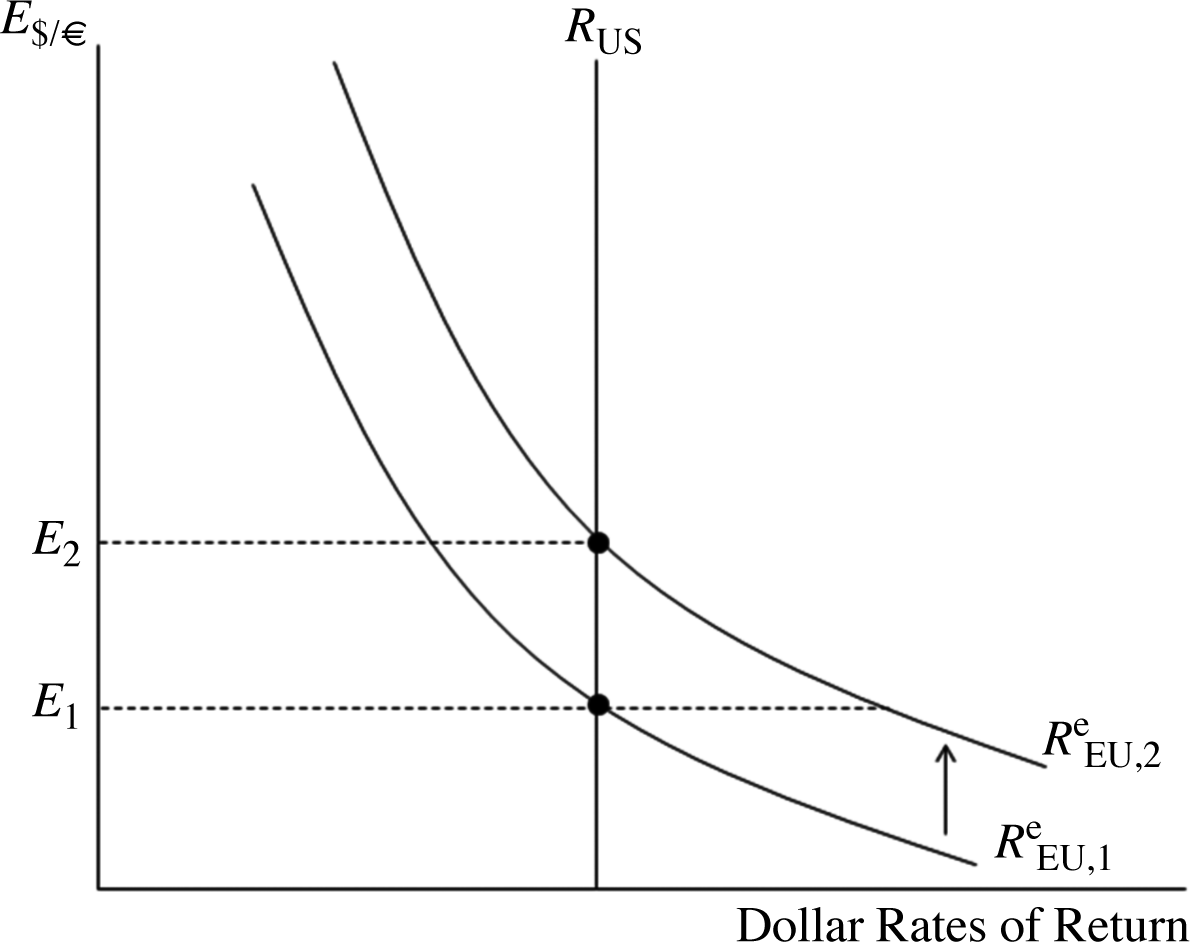 E$/€
RUS
E2
E1
ReEU,2
ReEU,1
Dollar Rates of Return